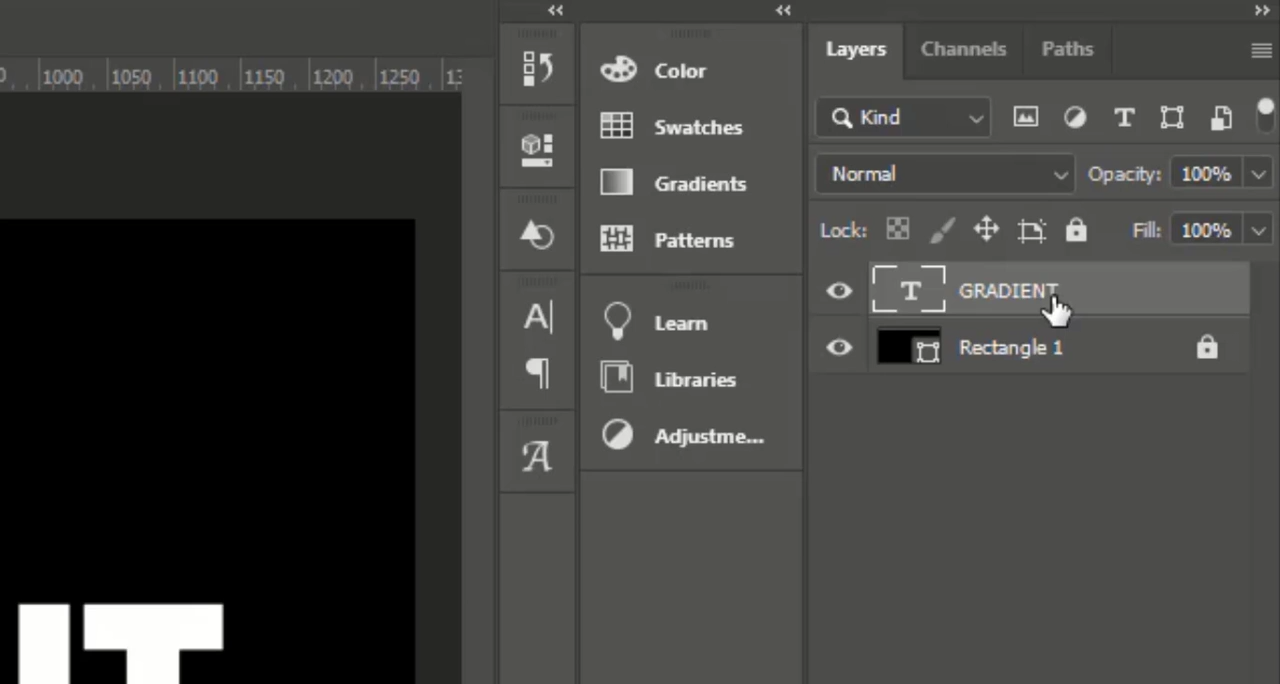 1000 1050 1100 1150 1200 1250
Color
Swatches
Gradients
Patterns
Learn
Libraries
Adjustme...
Layers Channels Paths
Kind
Normal Opacity: 100%
Lock: Fill: 100%
GRADIENT
Rectangle 1